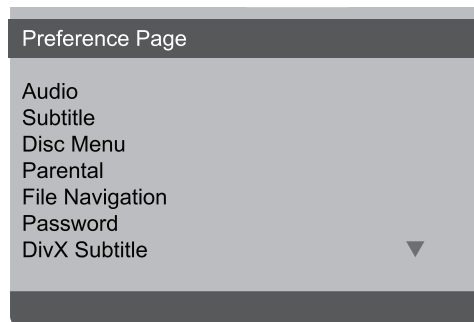 Preference Page
Audio
Subtitle
Disc Menu
Parental
File Navigation
Password
DivX Subtitle